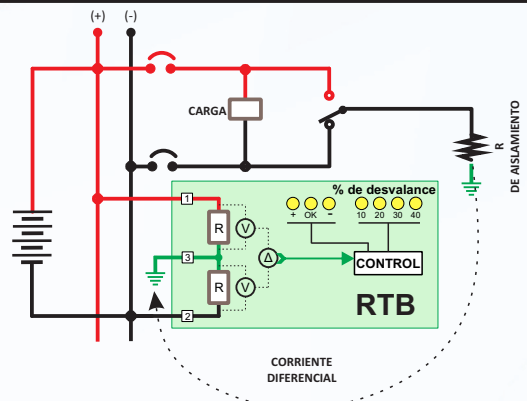 (+) (-)
CARGA
R
DE AISLAMIENTO
% de desvalance
+ OK - 10 20 30 40
1
R V
3
Δ
CONTROL
R V
RTB
2
CORRIENTE
DIFERENCIAL